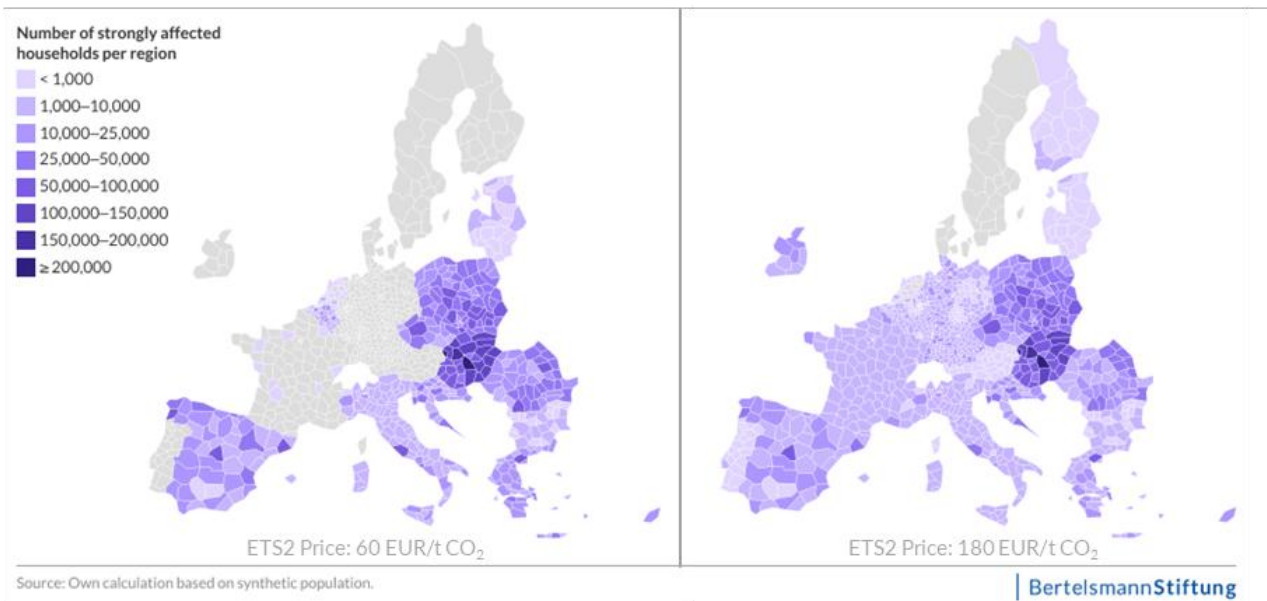 Number of strongly affected
households per region
< 1,000
1,000–10,000
10,000–25,000
25,000–50,000
50,000–100,000
100,000–150,000
150,000–200,000
≥ 200,000
ETS2 Price: 60 EUR/t CO₂
ETS2 Price: 180 EUR/t CO₂
Source: Own calculation based on synthetic population.
BertelsmannStiftung